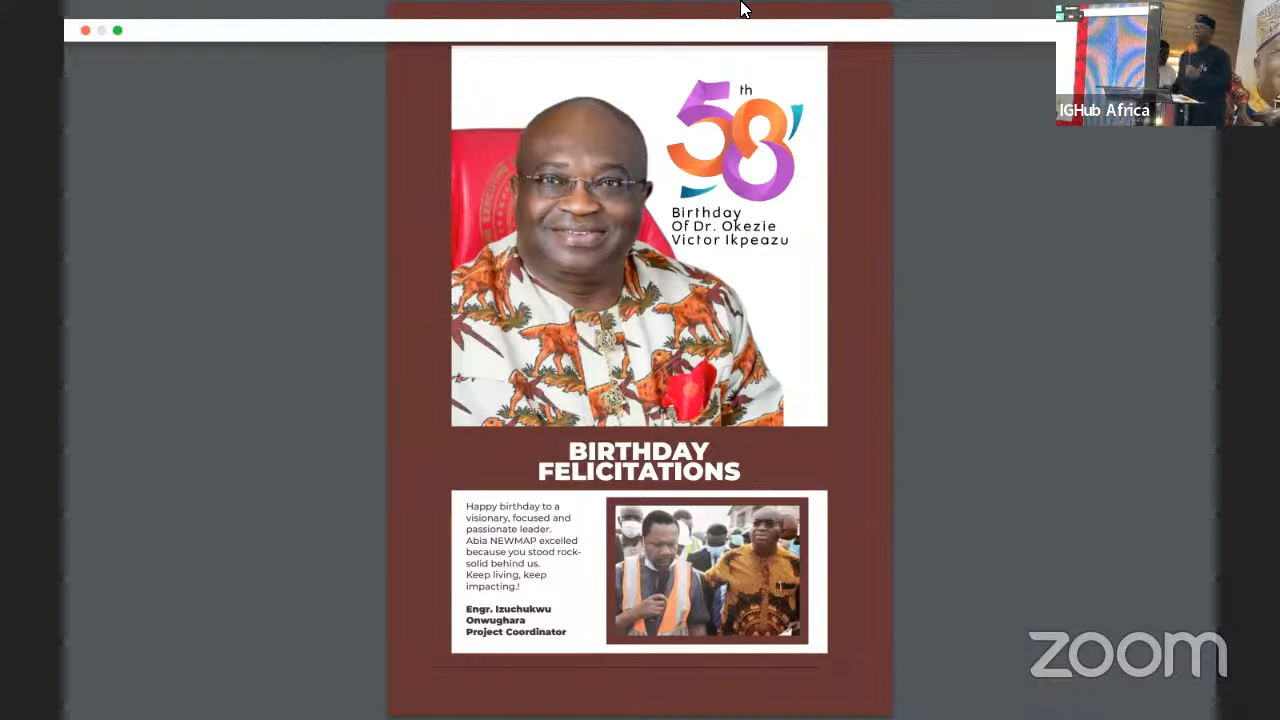 58th
Birthday
Of Dr. Okezie
Victor Ikpeazu
BIRTHDAY
FELICITATIONS
Happy birthday to a
visionary, focused and
passionate leader.
Abia NEWMAP excelled
because you stood rock-
solid behind us.
Keep living, keep
impacting.!
Engr. Izuchukwu
Onwughara
Project Coordinator
IGHub Africa
zoom